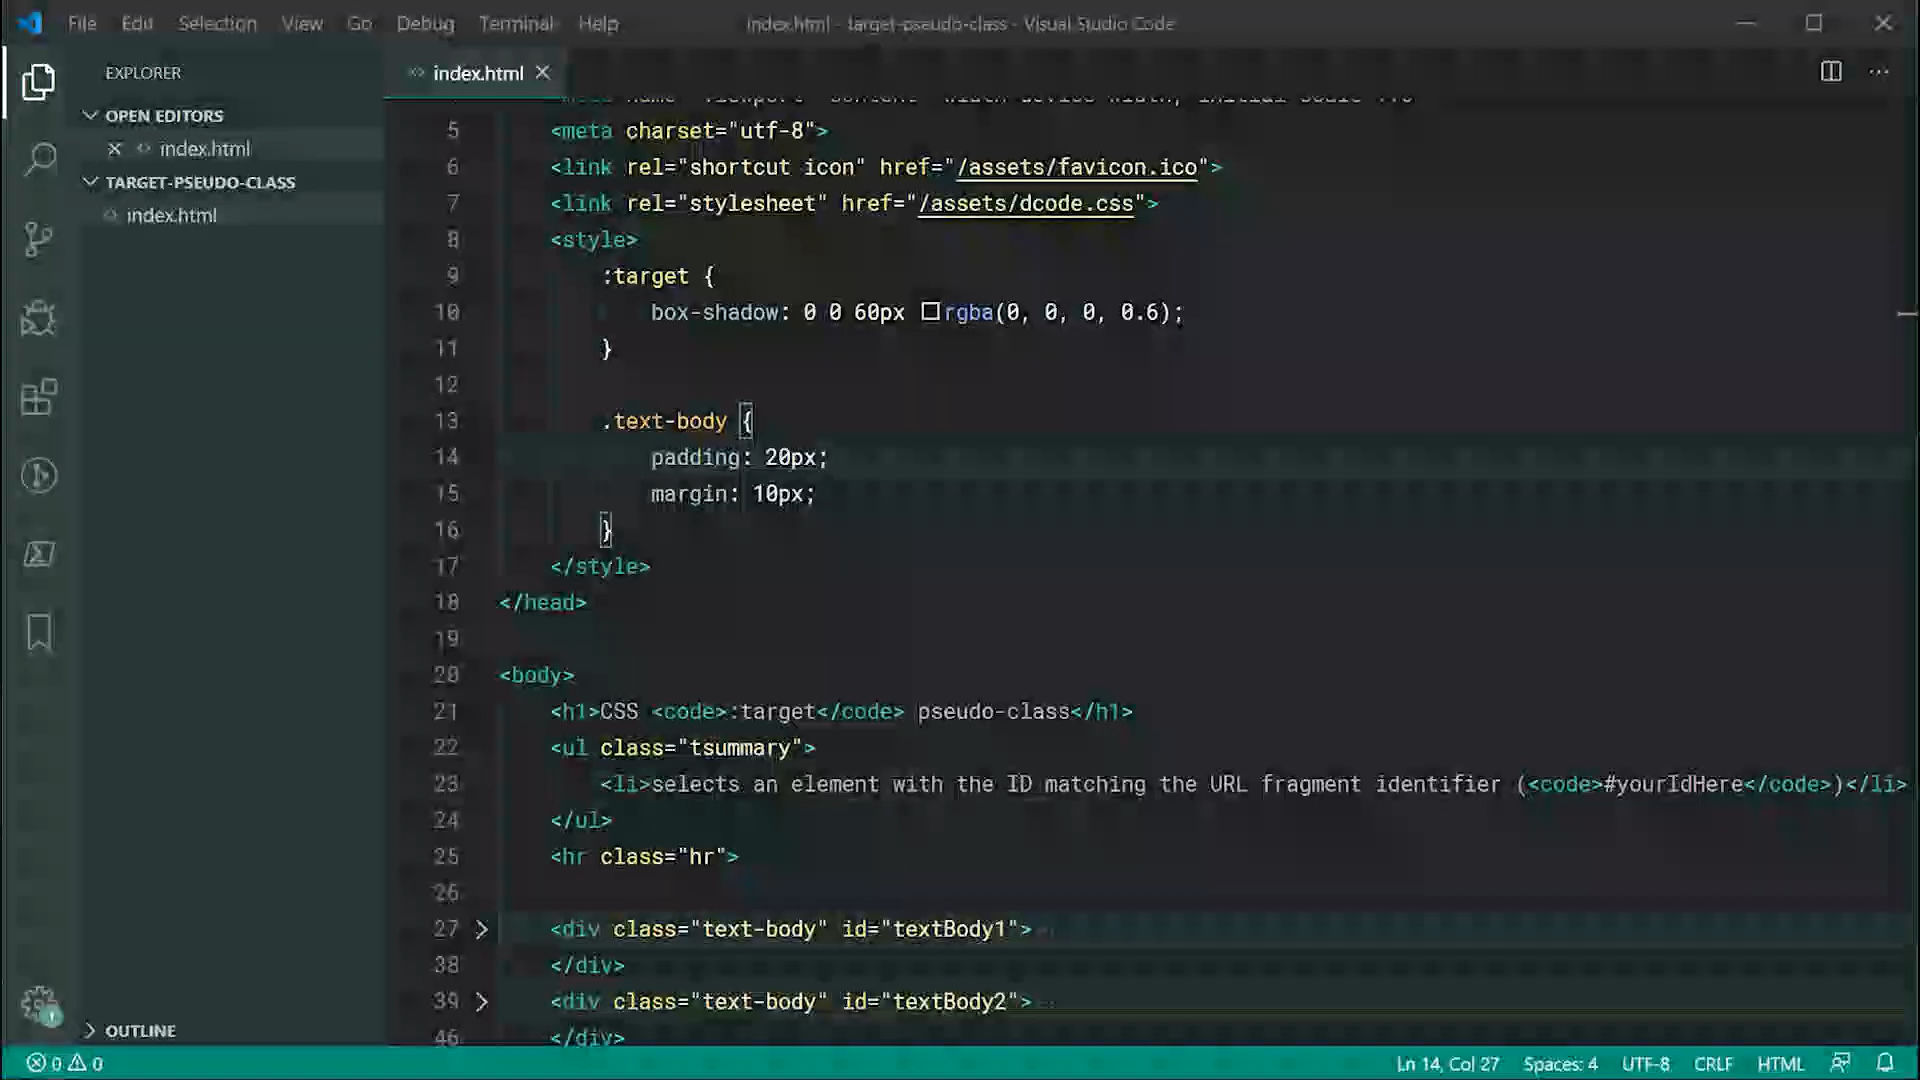 File Edit Selection View Go Debug Terminal Help index.html - target-pseudo-class - Visual Studio Code
EXPLORER
OPEN EDITORS
index.html
TARGET-PSEUDO-CLASS
index.html
OUTLINE
index.html
5 <meta charset="utf-8">
6 <link rel="shortcut icon" href="/assets/favicon.ico">
7 <link rel="stylesheet" href="/assets/dcode.css">
8 <style>
9 :target {
10 box-shadow: 0 0 60px rgba(0, 0, 0, 0.6);
11 }
12
13 .text-body {
14 padding: 20px;
15 margin: 10px;
16 }
17 </style>
18 </head>
19
20 <body>
21 <h1>CSS <code>:target</code> pseudo-class</h1>
22 <ul class="tsummary">
23 <li>selects an element with the ID matching the URL fragment identifier (<code>#yourIdHere</code>)</li>
24 </ul>
25 <hr class="hr">
26
27 <div class="text-body" id="textBody1">
38 </div>
39 <div class="text-body" id="textBody2">
46 </div>
0 0 Ln 14, Col 27 Spaces: 4 UTF-8 CRLF HTML